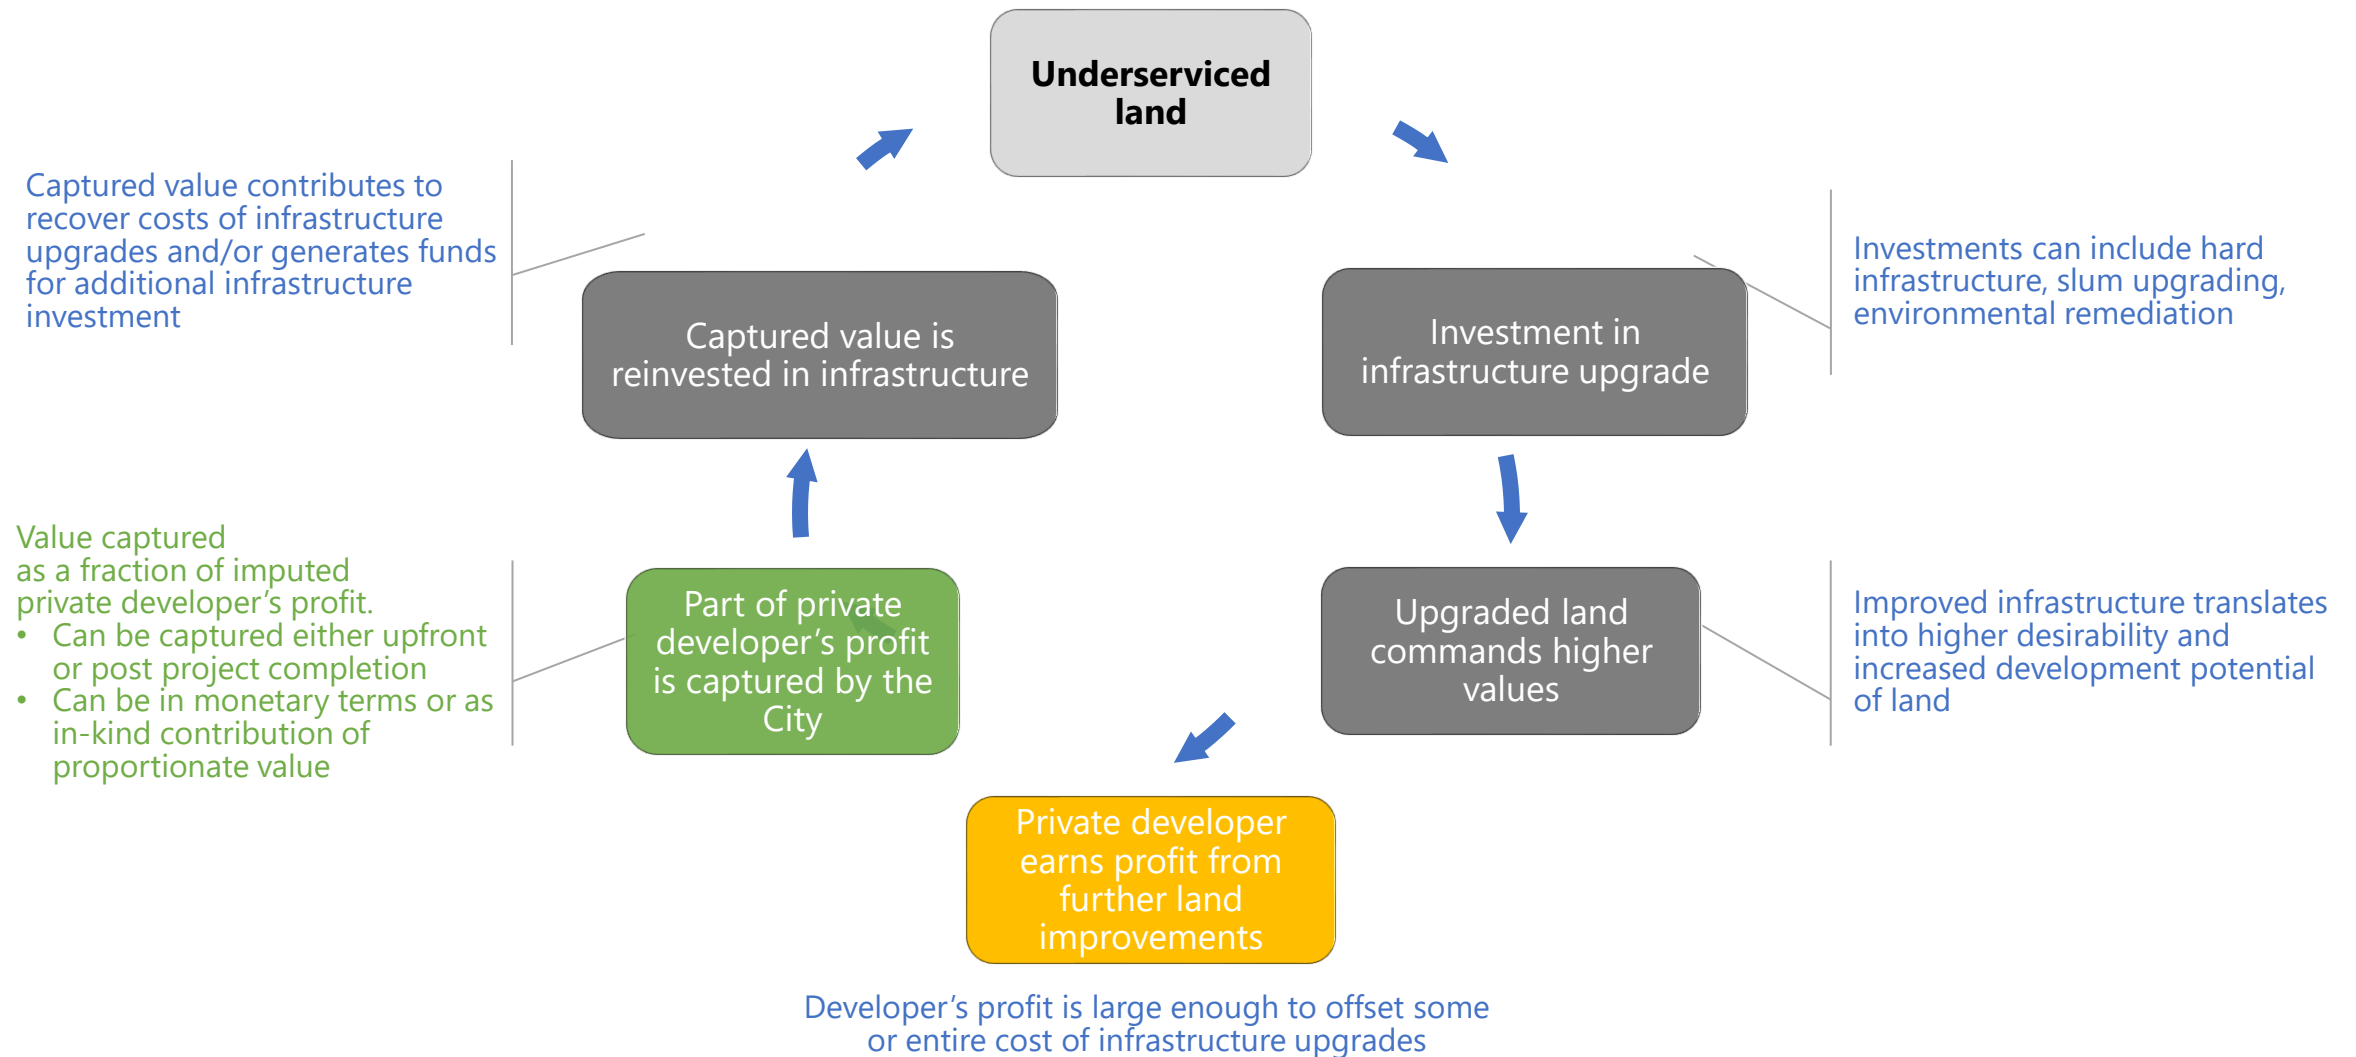 Underserviced
land
Captured value contributes to
recover costs of infrastructure
upgrades and/or generates funds
for additional infrastructure
investment
Investments can include hard
infrastructure, slum upgrading,
environmental remediation
Captured value is
reinvested in infrastructure
Investment in
infrastructure upgrade
Value captured
as a fraction of imputed
private developer’s profit.
• Can be captured either upfront
or post project completion
• Can be in monetary terms or as
in-kind contribution of
proportionate value
Part of private
developer’s profit
is captured by the
City
Upgraded land
commands higher
values
Improved infrastructure translates
into higher desirability and
increased development potential
of land
Private developer
earns profit from
further land
improvements
Developer’s profit is large enough to offset some
or entire cost of infrastructure upgrades